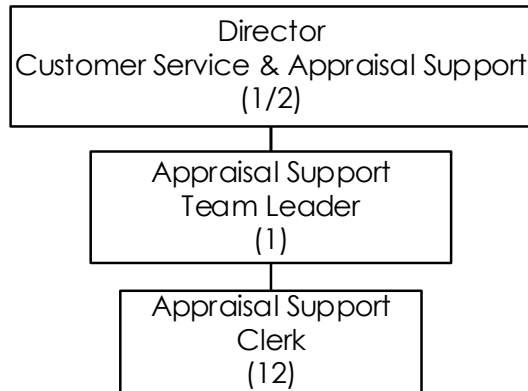 Director
Customer Service & Appraisal Support
(1/2)
Appraisal Support
Team Leader
(1)
Appraisal Support
Clerk
(12)